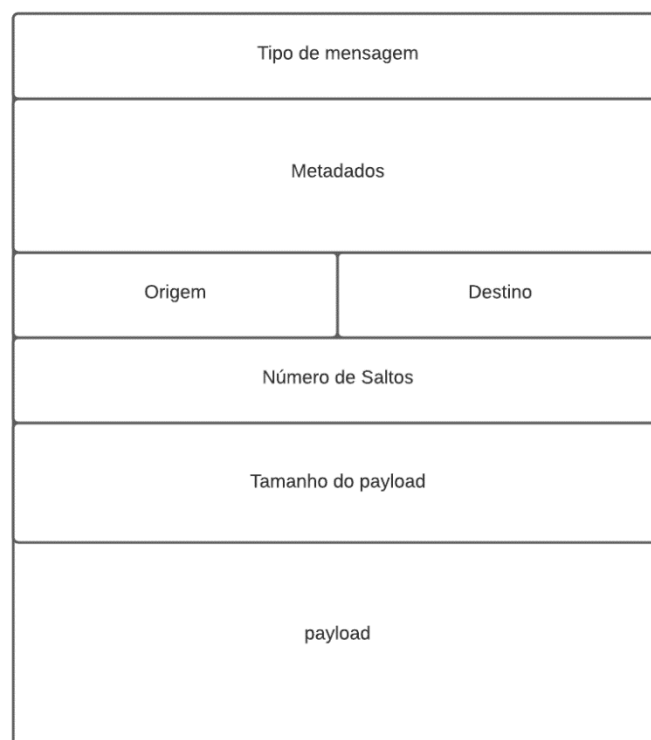 Tipo de mensagem
Metadados
Origem
Destino
Número de Saltos
Tamanho do payload
payload